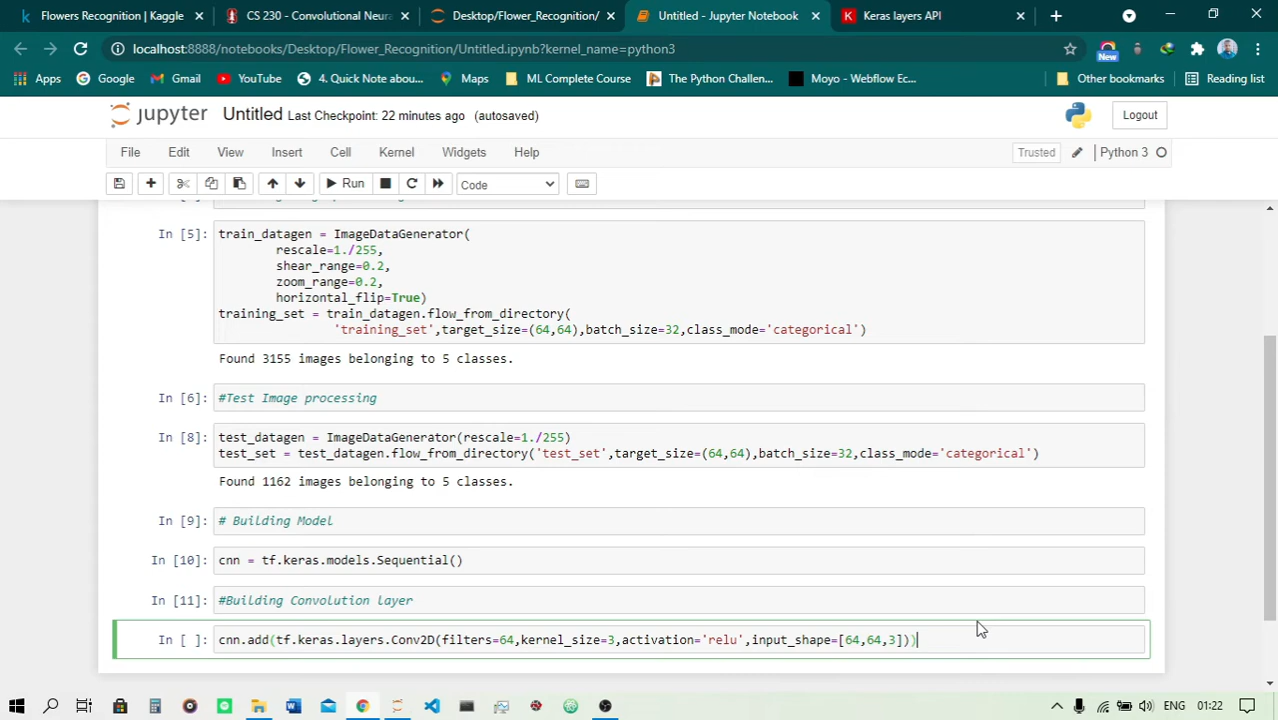 Flowers Recognition | Kaggle
CS 230 - Convolutional Neura
Desktop/Flower_Recognition/
Untitled - Jupyter Notebook
Keras layers API
localhost:8888/notebooks/Desktop/Flower_Recognition/Untitled.ipynb?kernel_name=python3
New
Apps
Google
Gmail
YouTube
4. Quick Note abou...
Maps
ML Complete Course
The Python Challen...
Moyo - Webflow Ec...
Other bookmarks
Reading list
jupyter Untitled Last Checkpoint: 22 minutes ago (autosaved)
Logout
File Edit View Insert Cell Kernel Widgets Help
Trusted
Python 3
Run
Code
In [5]: train_datagen = ImageDataGenerator(
rescale=1./255,
shear_range=0.2,
zoom_range=0.2,
horizontal_flip=True)
training_set = train_datagen.flow_from_directory(
'training_set',target_size=(64,64),batch_size=32,class_mode='categorical')
Found 3155 images belonging to 5 classes.
In [6]: #Test Image processing
In [8]: test_datagen = ImageDataGenerator(rescale=1./255)
test_set = test_datagen.flow_from_directory('test_set',target_size=(64,64),batch_size=32,class_mode='categorical')
Found 1162 images belonging to 5 classes.
In [9]: # Building Model
In [10]: cnn = tf.keras.models.Sequential()
In [11]: #Building Convolution layer
In [ ]: cnn.add(tf.keras.layers.Conv2D(filters=64,kernel_size=3,activation='relu',input_shape=[64,64,3]))
ENG
01:22